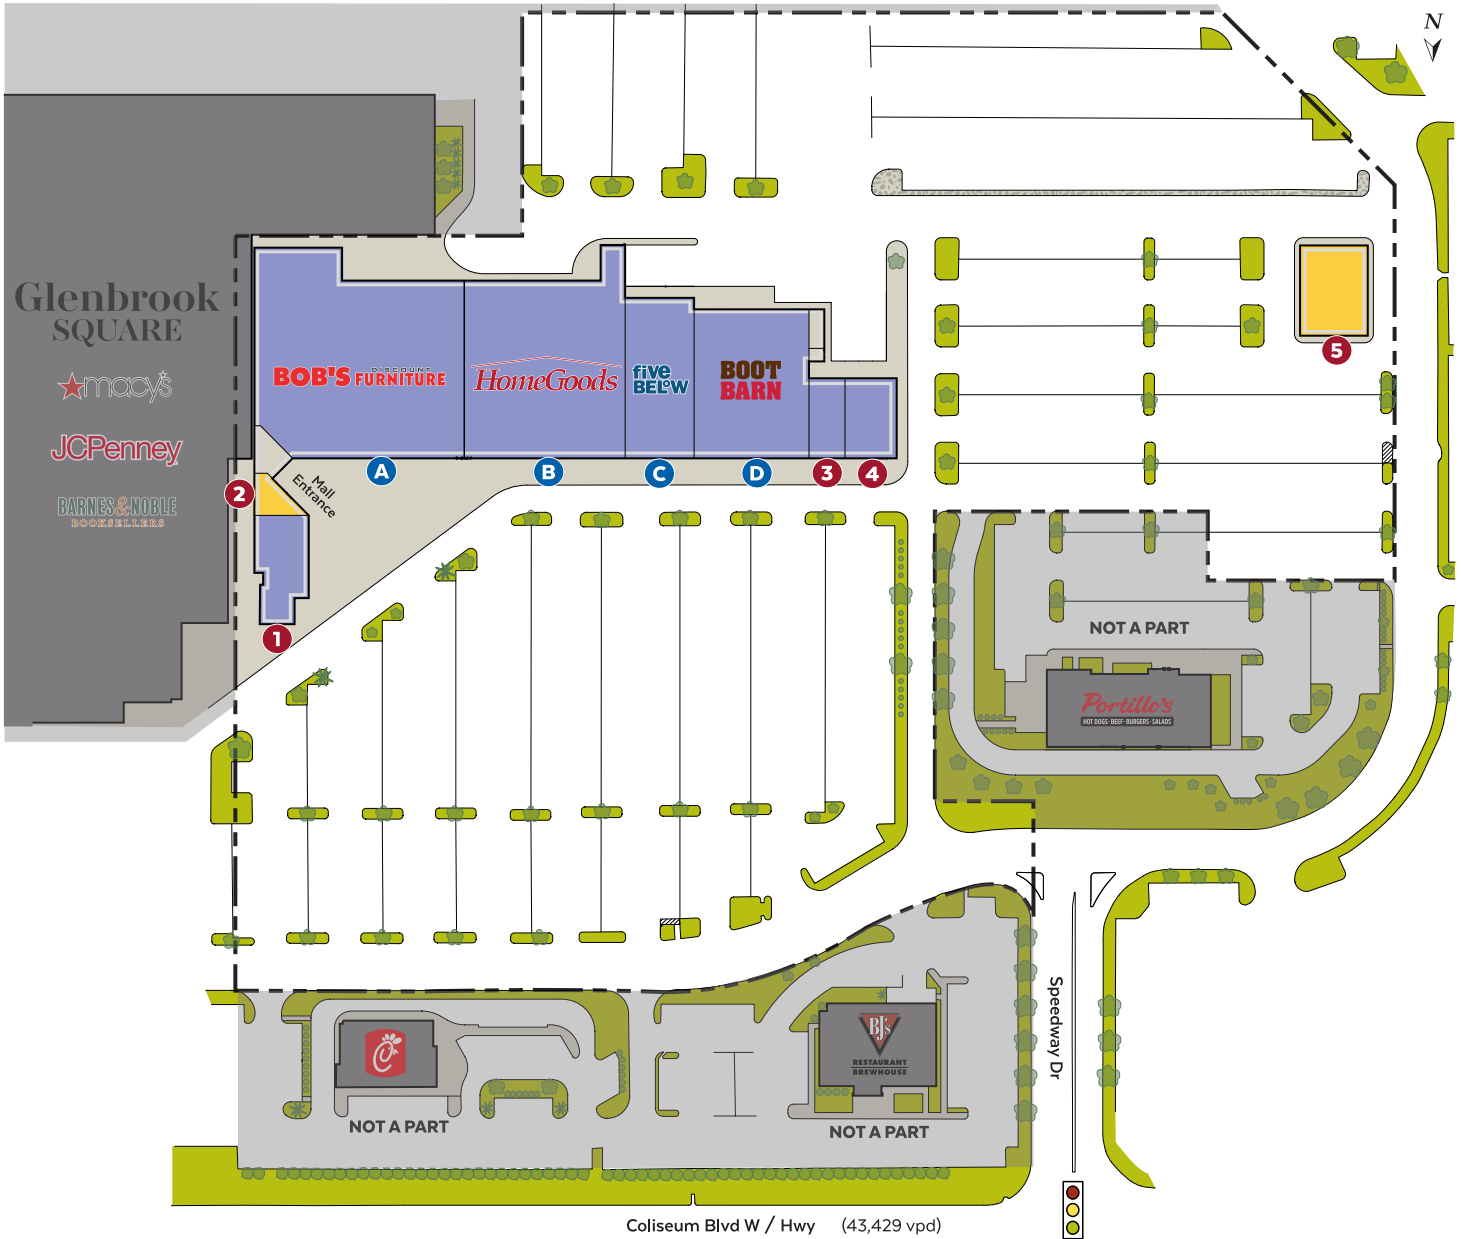 N
Glenbrook
SQUARE
macy's
JCPenney
BARNES & NOBLE
BOOKSELLERS
BOB'S DISCOUNT
FURNITURE
HomeGoods
five
BELOW
BOOT
BARN
5
A
B
C
D
3
4
2
Mall
Entrance
1
NOT A PART
Portillo's
HOT DOGS · BEEF · BURGERS · SALADS
Speedway Dr
C
NOT A PART
BJ's
RESTAURANT
BREWHOUSE
NOT A PART
Coliseum Blvd W / Hwy (43,429 vpd)